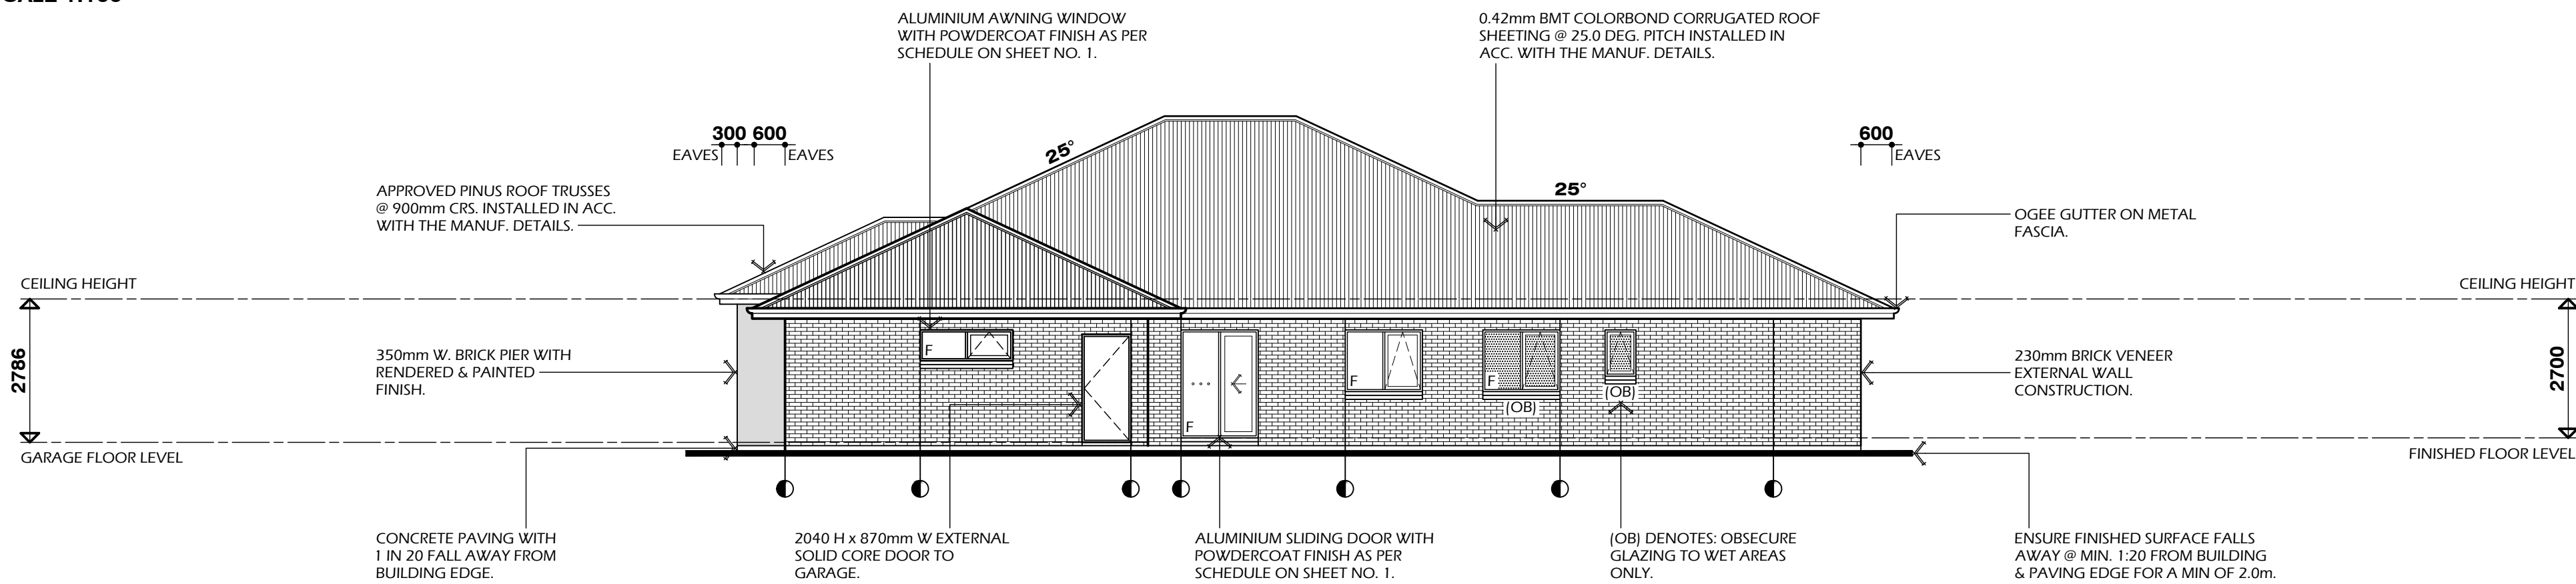 ALUMINIUM AWNING WINDOW
WITH POWDERCOAT FINISH AS PER
SCHEDULE ON SHEET NO. 1.
0.42mm BMT COLORBOND CORRUGATED ROOF
SHEETING @ 25.0 DEG. PITCH INSTALLED IN
ACC. WITH THE MANUF. DETAILS.
300 600
EAVES
EAVES
25°
600
EAVES
25°
APPROVED PINUS ROOF TRUSSES
@ 900mm CRS. INSTALLED IN ACC.
WITH THE MANUF. DETAILS.
OGEE GUTTER ON METAL
FASCIA.
CEILING HEIGHT
CEILING HEIGHT
2786
2700
350mm W. BRICK PIER WITH
RENDERED & PAINTED
FINISH.
F
F
F
F
(OB)
(OB)
230mm BRICK VENEER
EXTERNAL WALL
CONSTRUCTION.
GARAGE FLOOR LEVEL
FINISHED FLOOR LEVEL
CONCRETE PAVING WITH
1 IN 20 FALL AWAY FROM
BUILDING EDGE.
2040 H x 870mm W EXTERNAL
SOLID CORE DOOR TO
GARAGE.
ALUMINIUM SLIDING DOOR WITH
POWDERCOAT FINISH AS PER
SCHEDULE ON SHEET NO. 1.
(OB) DENOTES: OBSECURE
GLAZING TO WET AREAS
ONLY.
ENSURE FINISHED SURFACE FALLS
AWAY @ MIN. 1:20 FROM BUILDING
& PAVING EDGE FOR A MIN OF 2.0m.